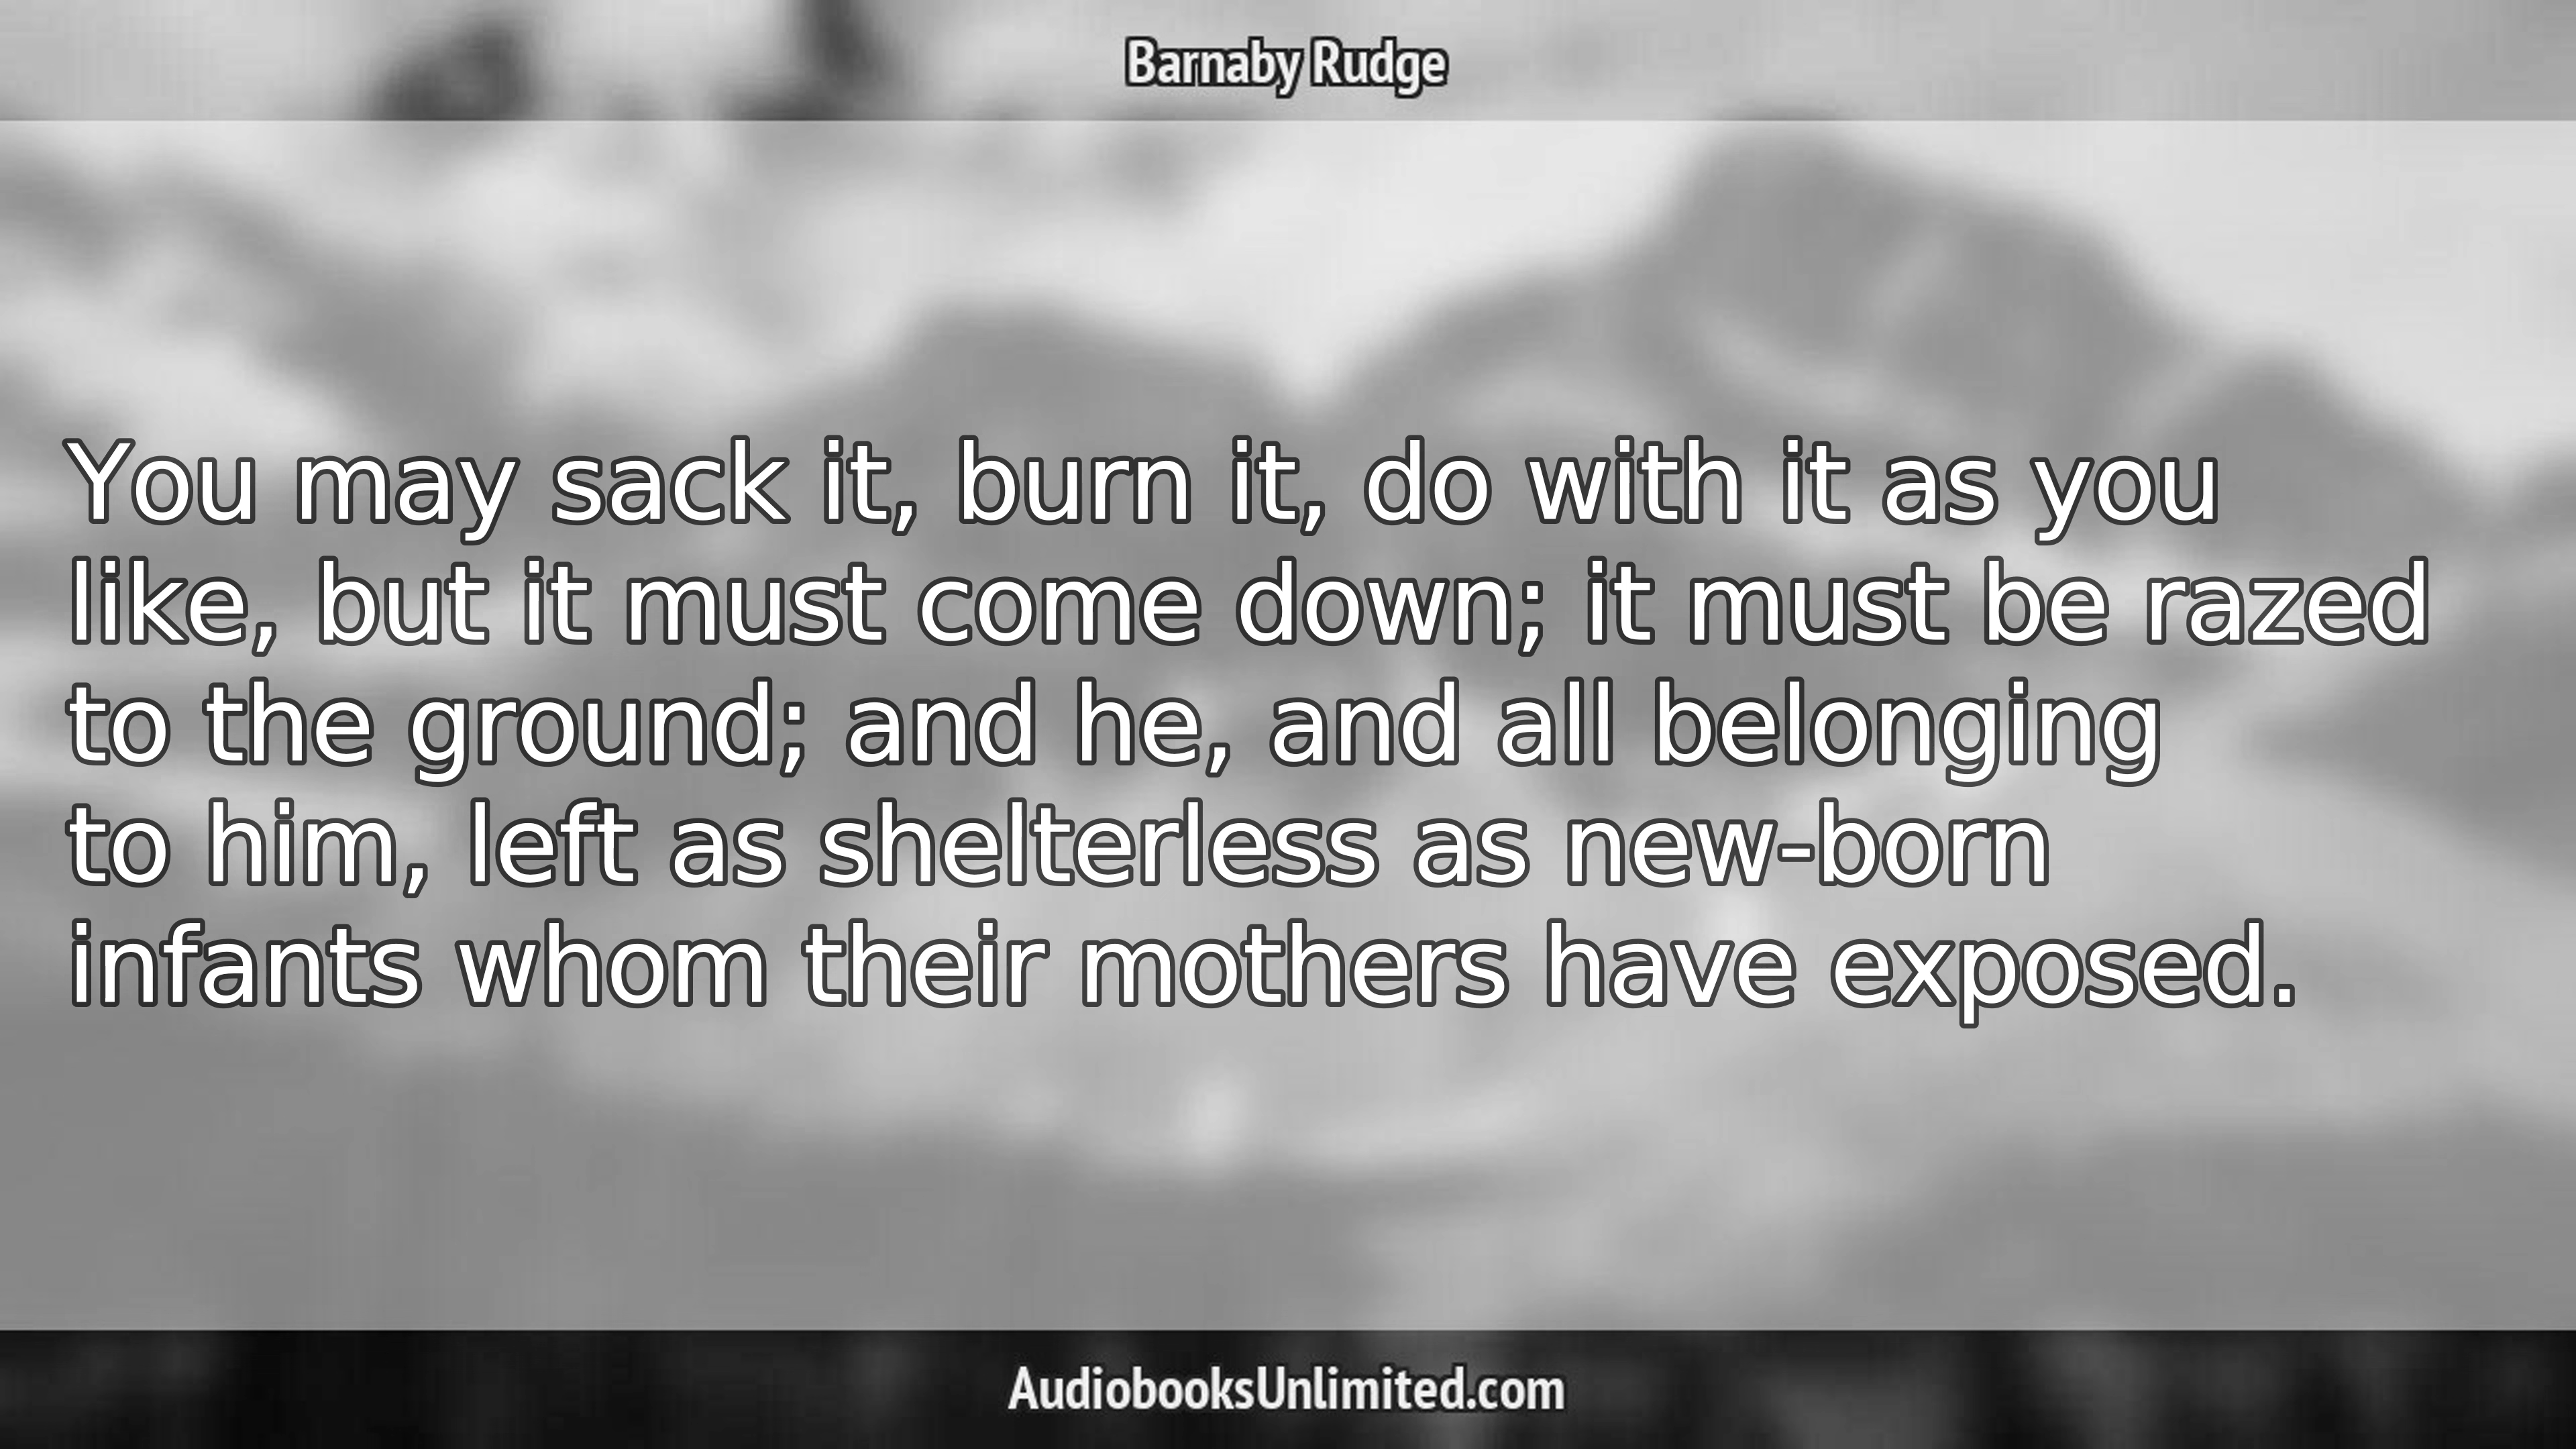 Barnaby Rudge
You may sack it, burn it, do with it as you
like, but it must come down; it must be razed
to the ground; and he, and all belonging
to him, left as shelterless as new-born
infants whom their mothers have exposed.
AudiobooksUnlimited.com